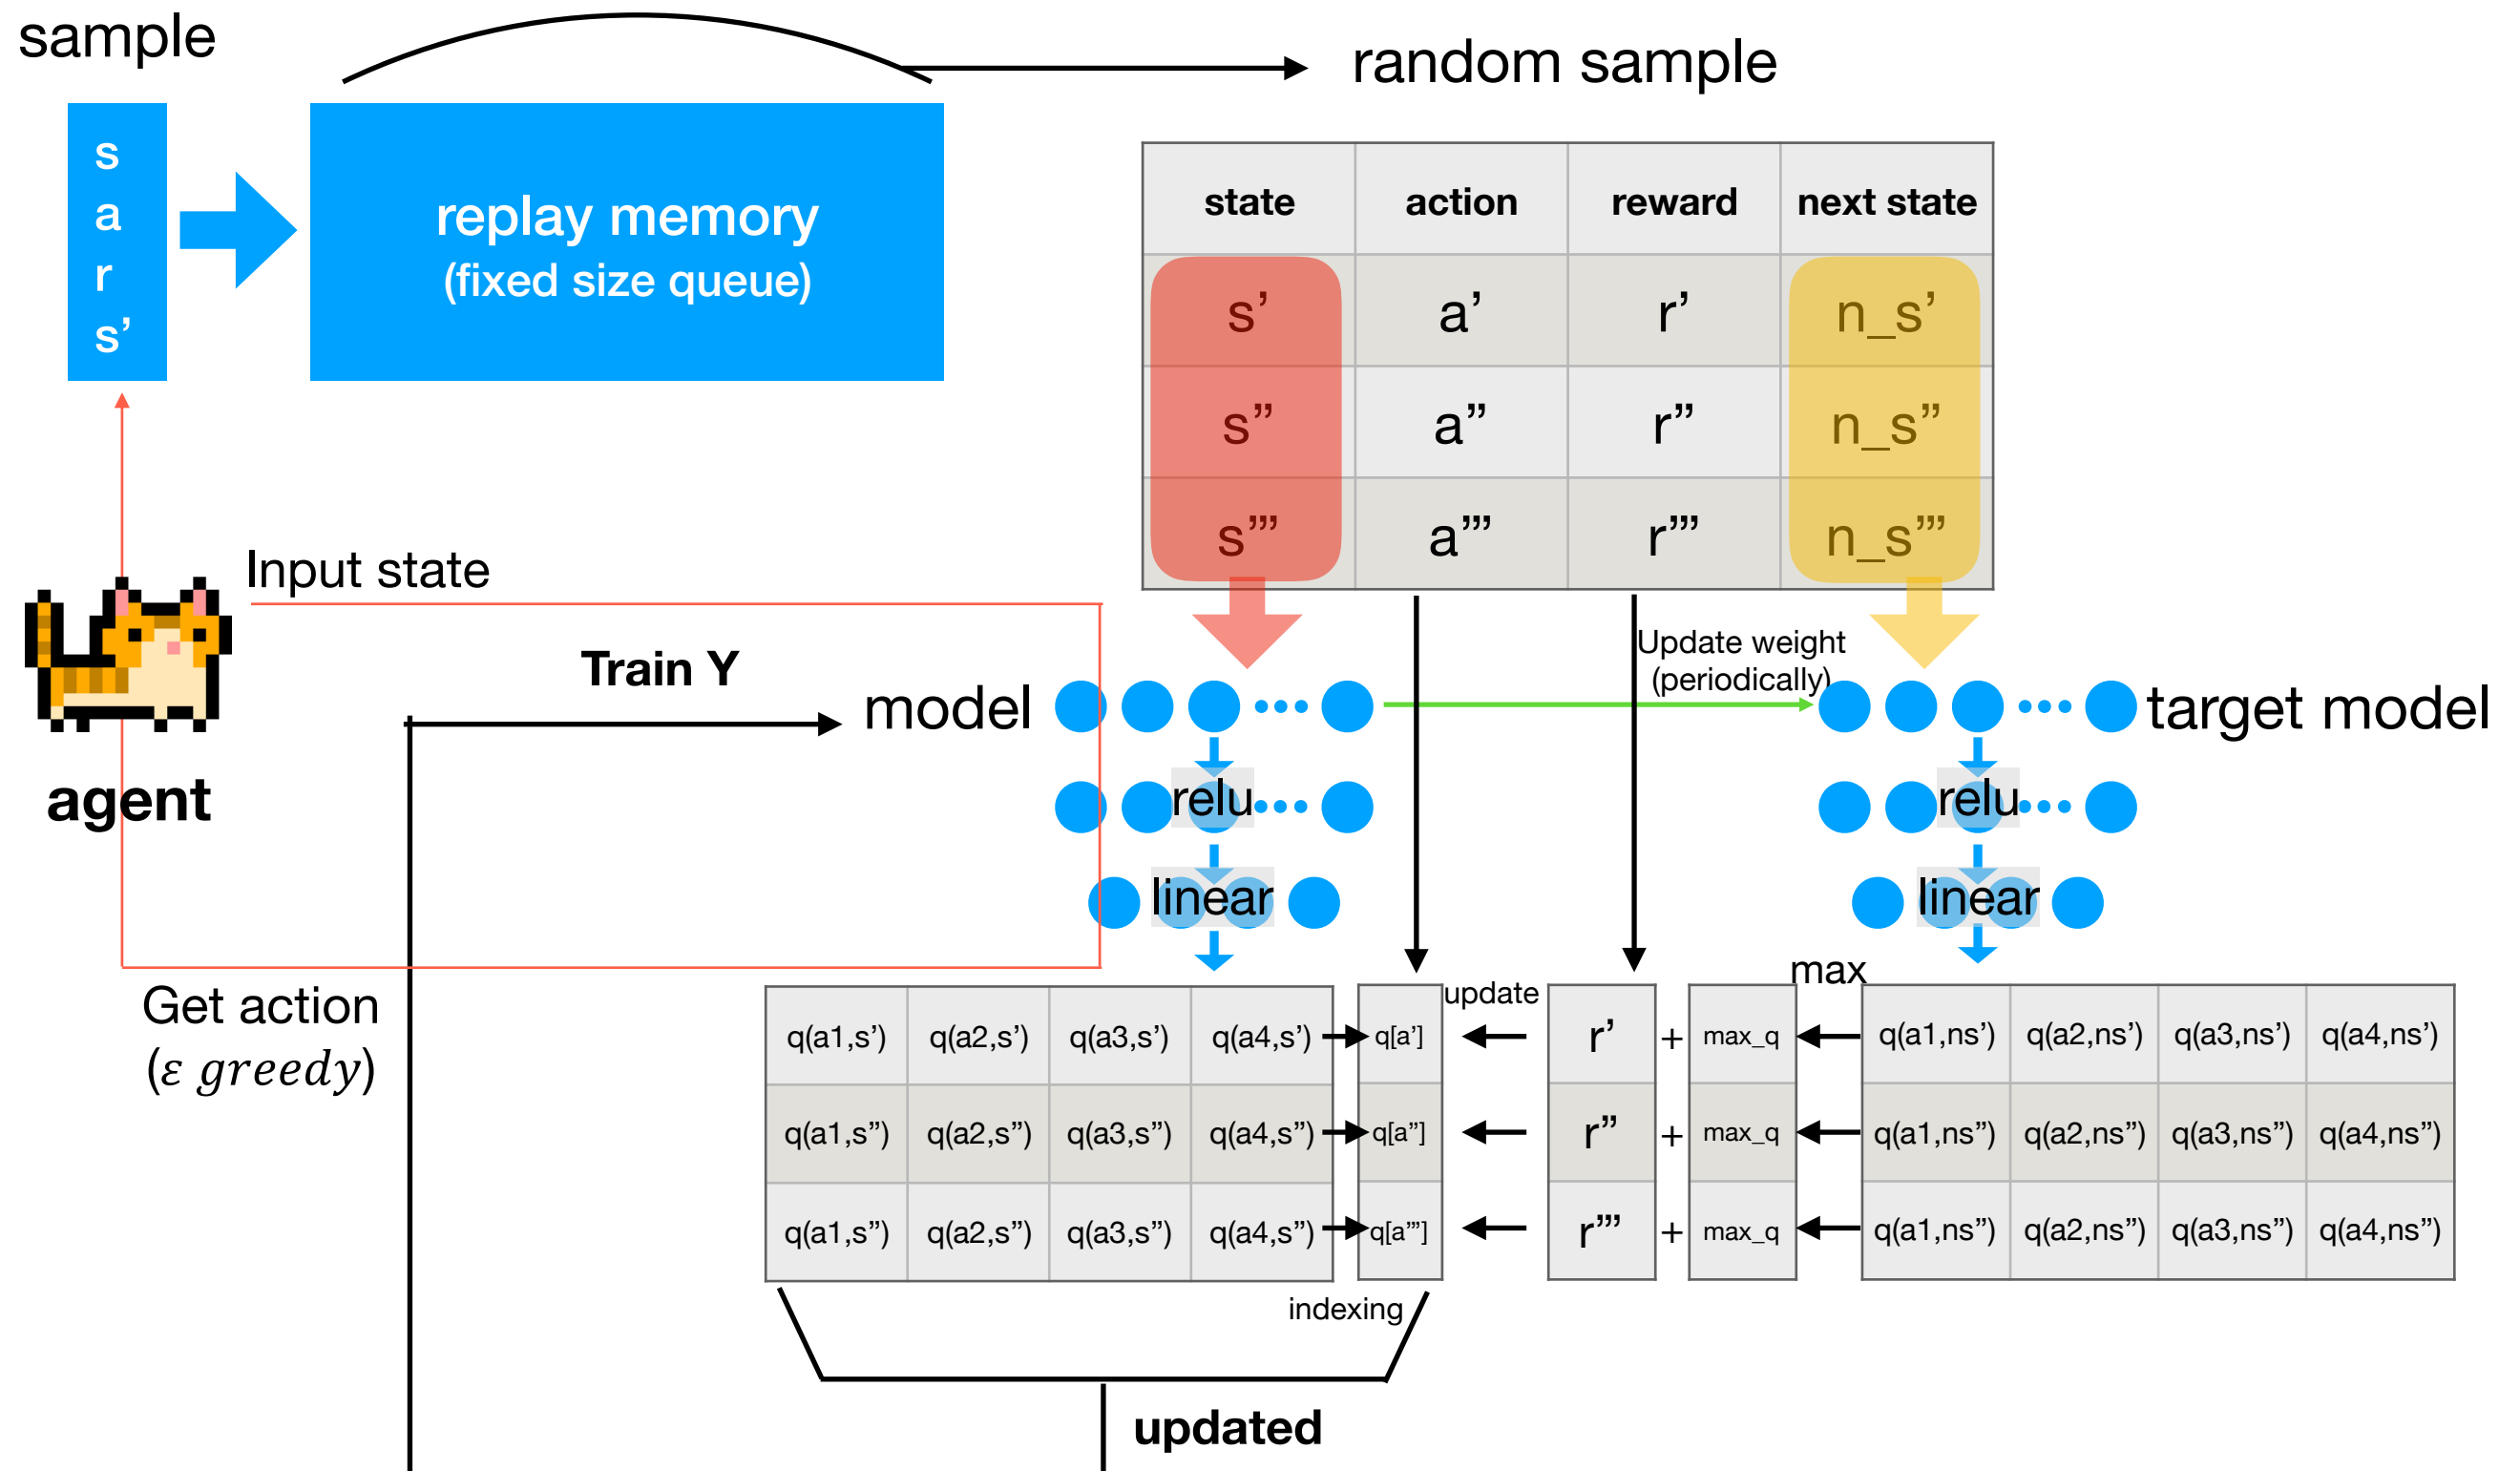 sample
random sample
s
a
r
s’
replay memory
(fixed size queue)
state action reward next state
s’ a’ r’ n_s’
s” a” r” n_s”
s”’ a”’ r”’ n_s”’
Input state
Train Y
agent
Update weight
(periodically)
model
target model
relu
relu
linear
linear
Get action
(ε greedy)
update
max
q(a1,s’) q(a2,s’) q(a3,s’) q(a4,s’) q[a’] r’ + max_q q(a1,ns’) q(a2,ns’) q(a3,ns’) q(a4,ns’)
q(a1,s”) q(a2,s”) q(a3,s”) q(a4,s”) q[a”] r” + max_q q(a1,ns”) q(a2,ns”) q(a3,ns”) q(a4,ns”)
q(a1,s”) q(a2,s”) q(a3,s”) q(a4,s”) q[a”’] r”’ + max_q q(a1,ns”) q(a2,ns”) q(a3,ns”) q(a4,ns”)
indexing
updated